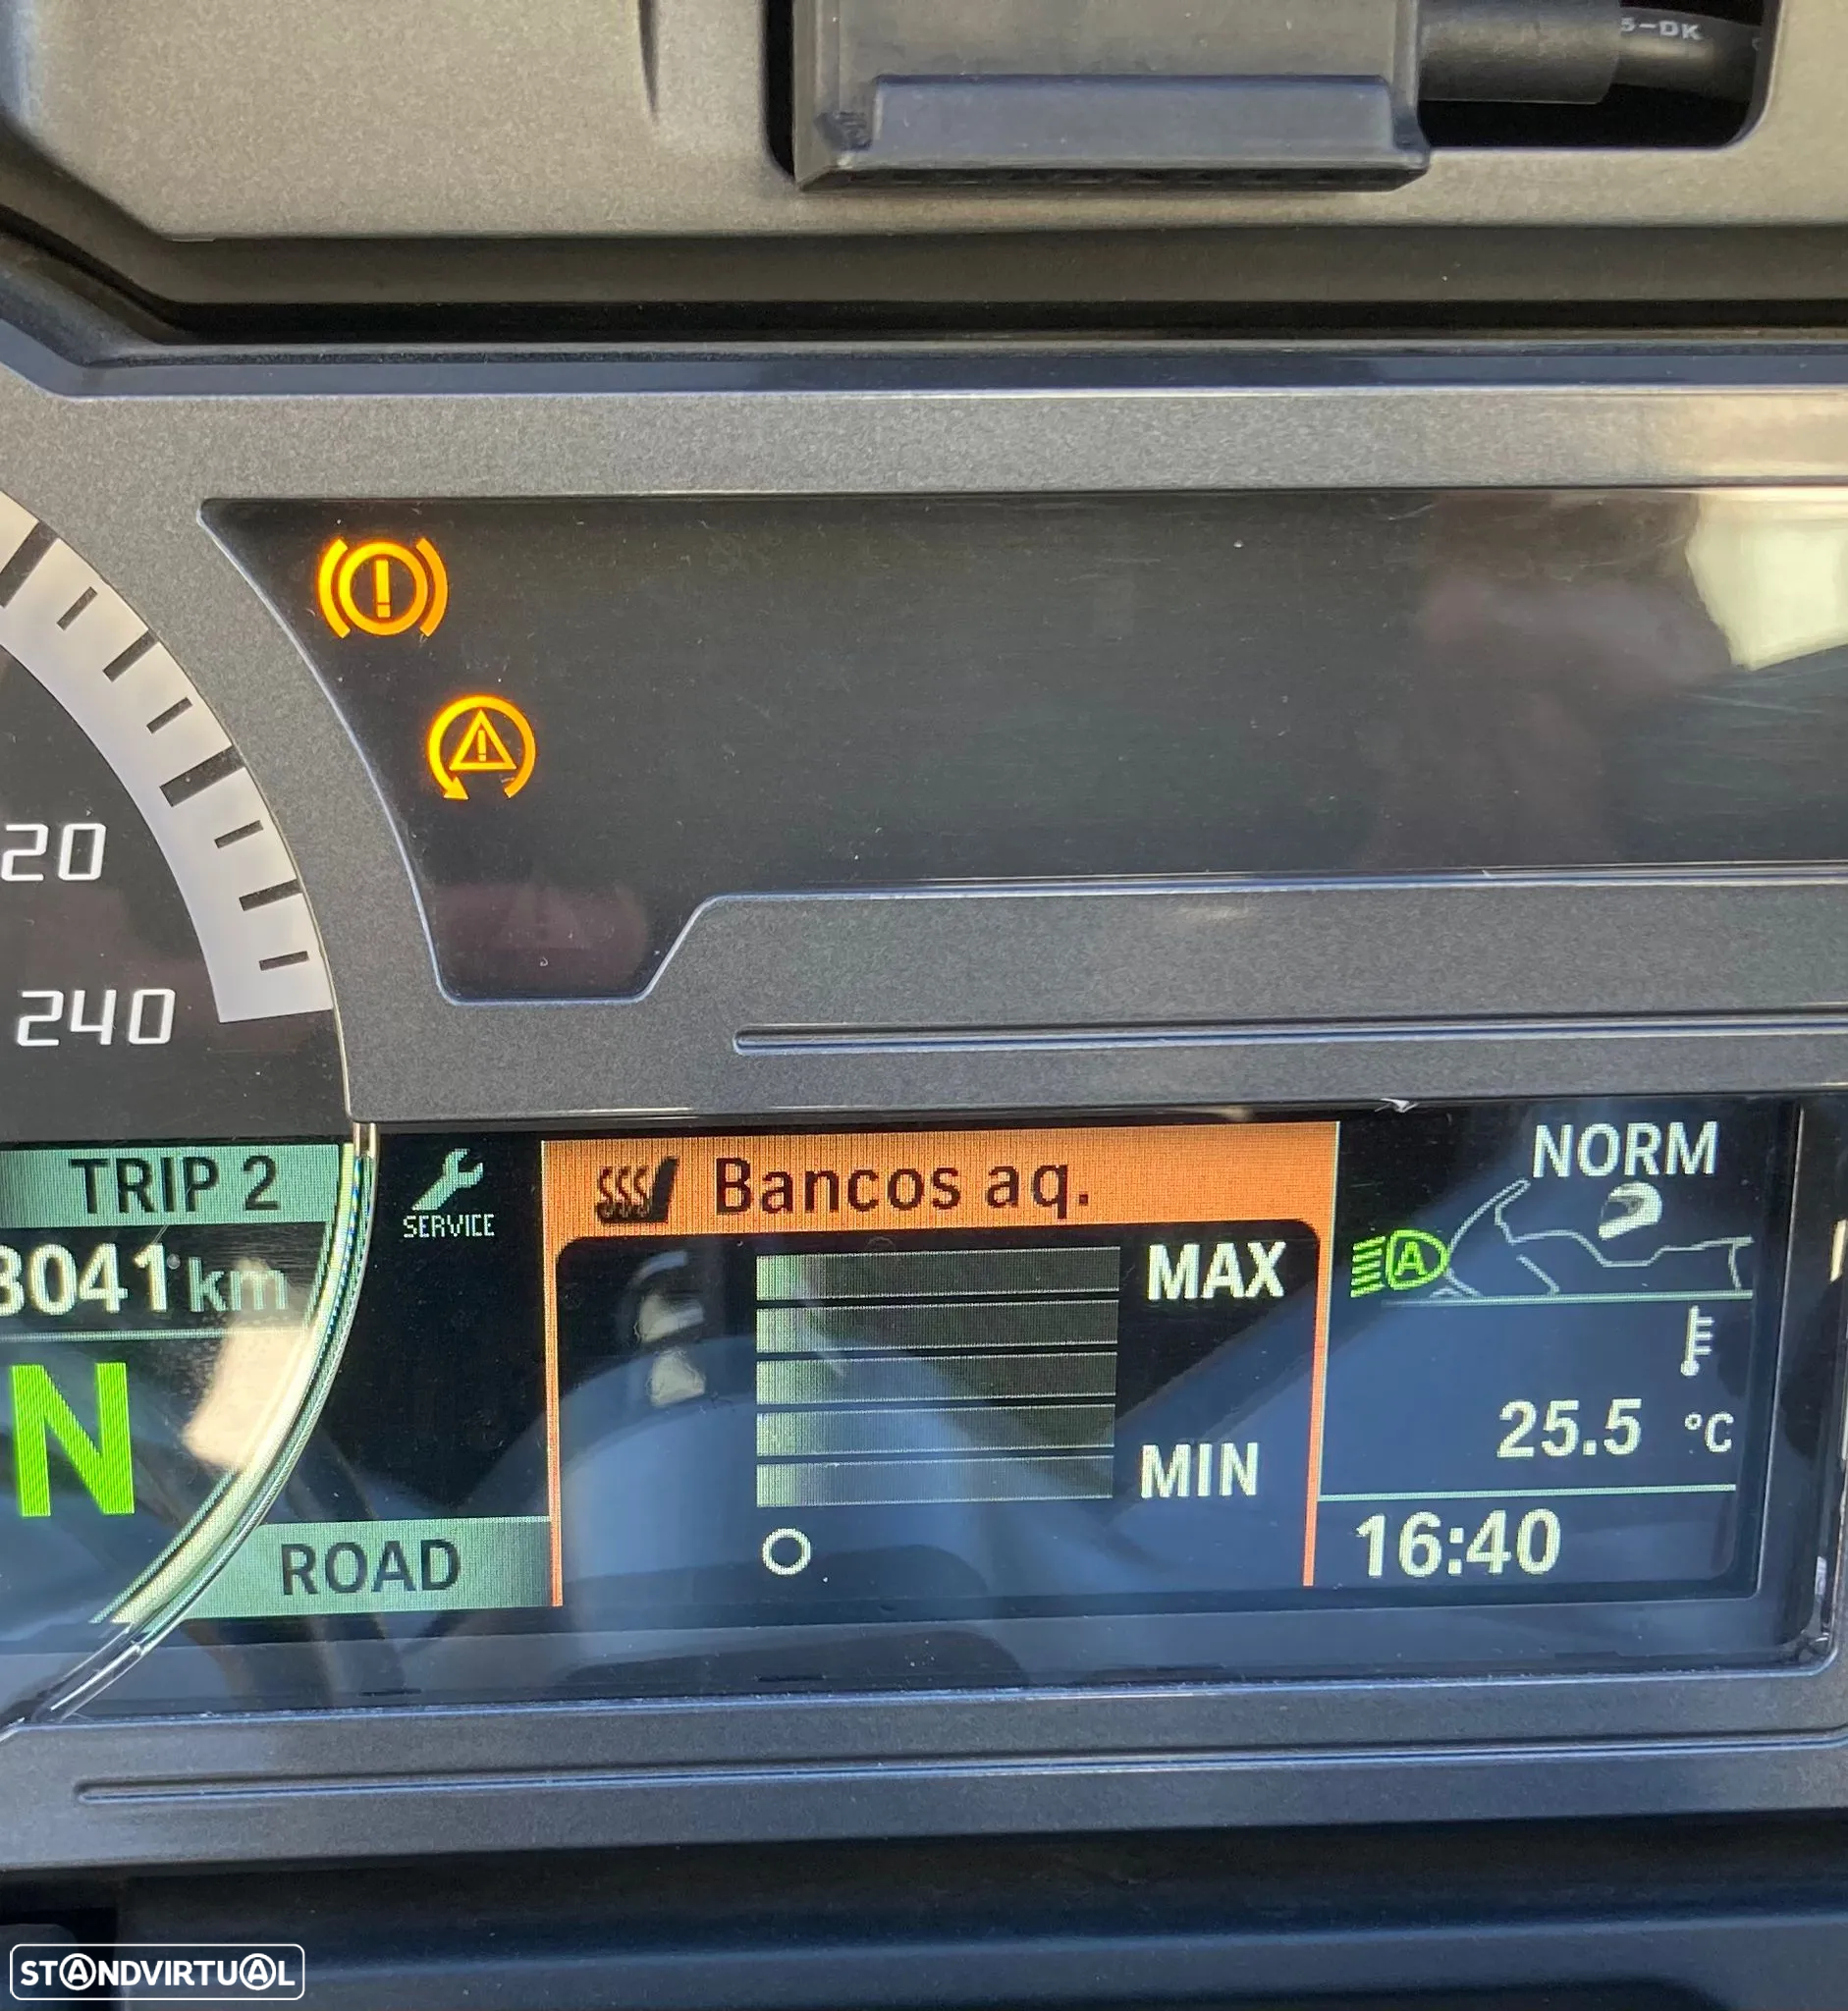 5-DK
20
240
TRIP 2
3041 km
SERVICE
Bancos aq.
MAX
MIN
NORM
A
25.5 °C
16:40
N
ROAD
STANDVIRTUAL